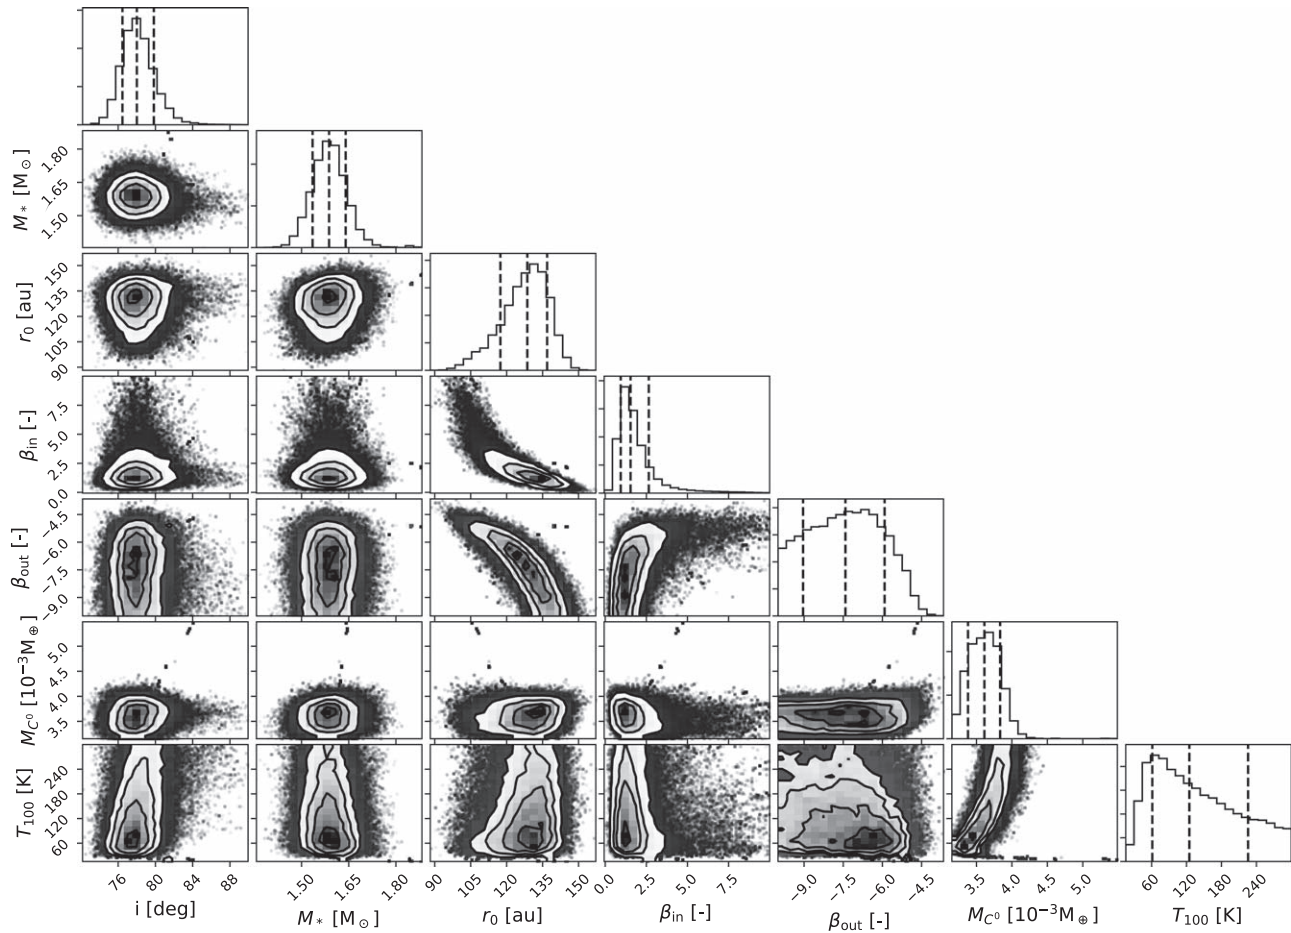 M* [M⊙]
1.80
1.65
1.50
r0 [au]
150
135
120
105
90
βin [-]
7.5
5.0
2.5
0.0
βout [-]
−4.5
−6.0
−7.5
−9.0
MC⁰ [10⁻³M⊕]
5.0
4.5
4.0
3.5
T100 [K]
240
180
120
60
76 80 84 88
1.50 1.65 1.80
90 105 120 135 150
0.0 2.5 5.0 7.5
−9.0 −7.5 −6.0 −4.5
3.5 4.0 4.5 5.0
60 120 180 240
i [deg]
M* [M⊙]
r0 [au]
βin [-]
βout [-]
MC⁰ [10⁻³M⊕]
T100 [K]